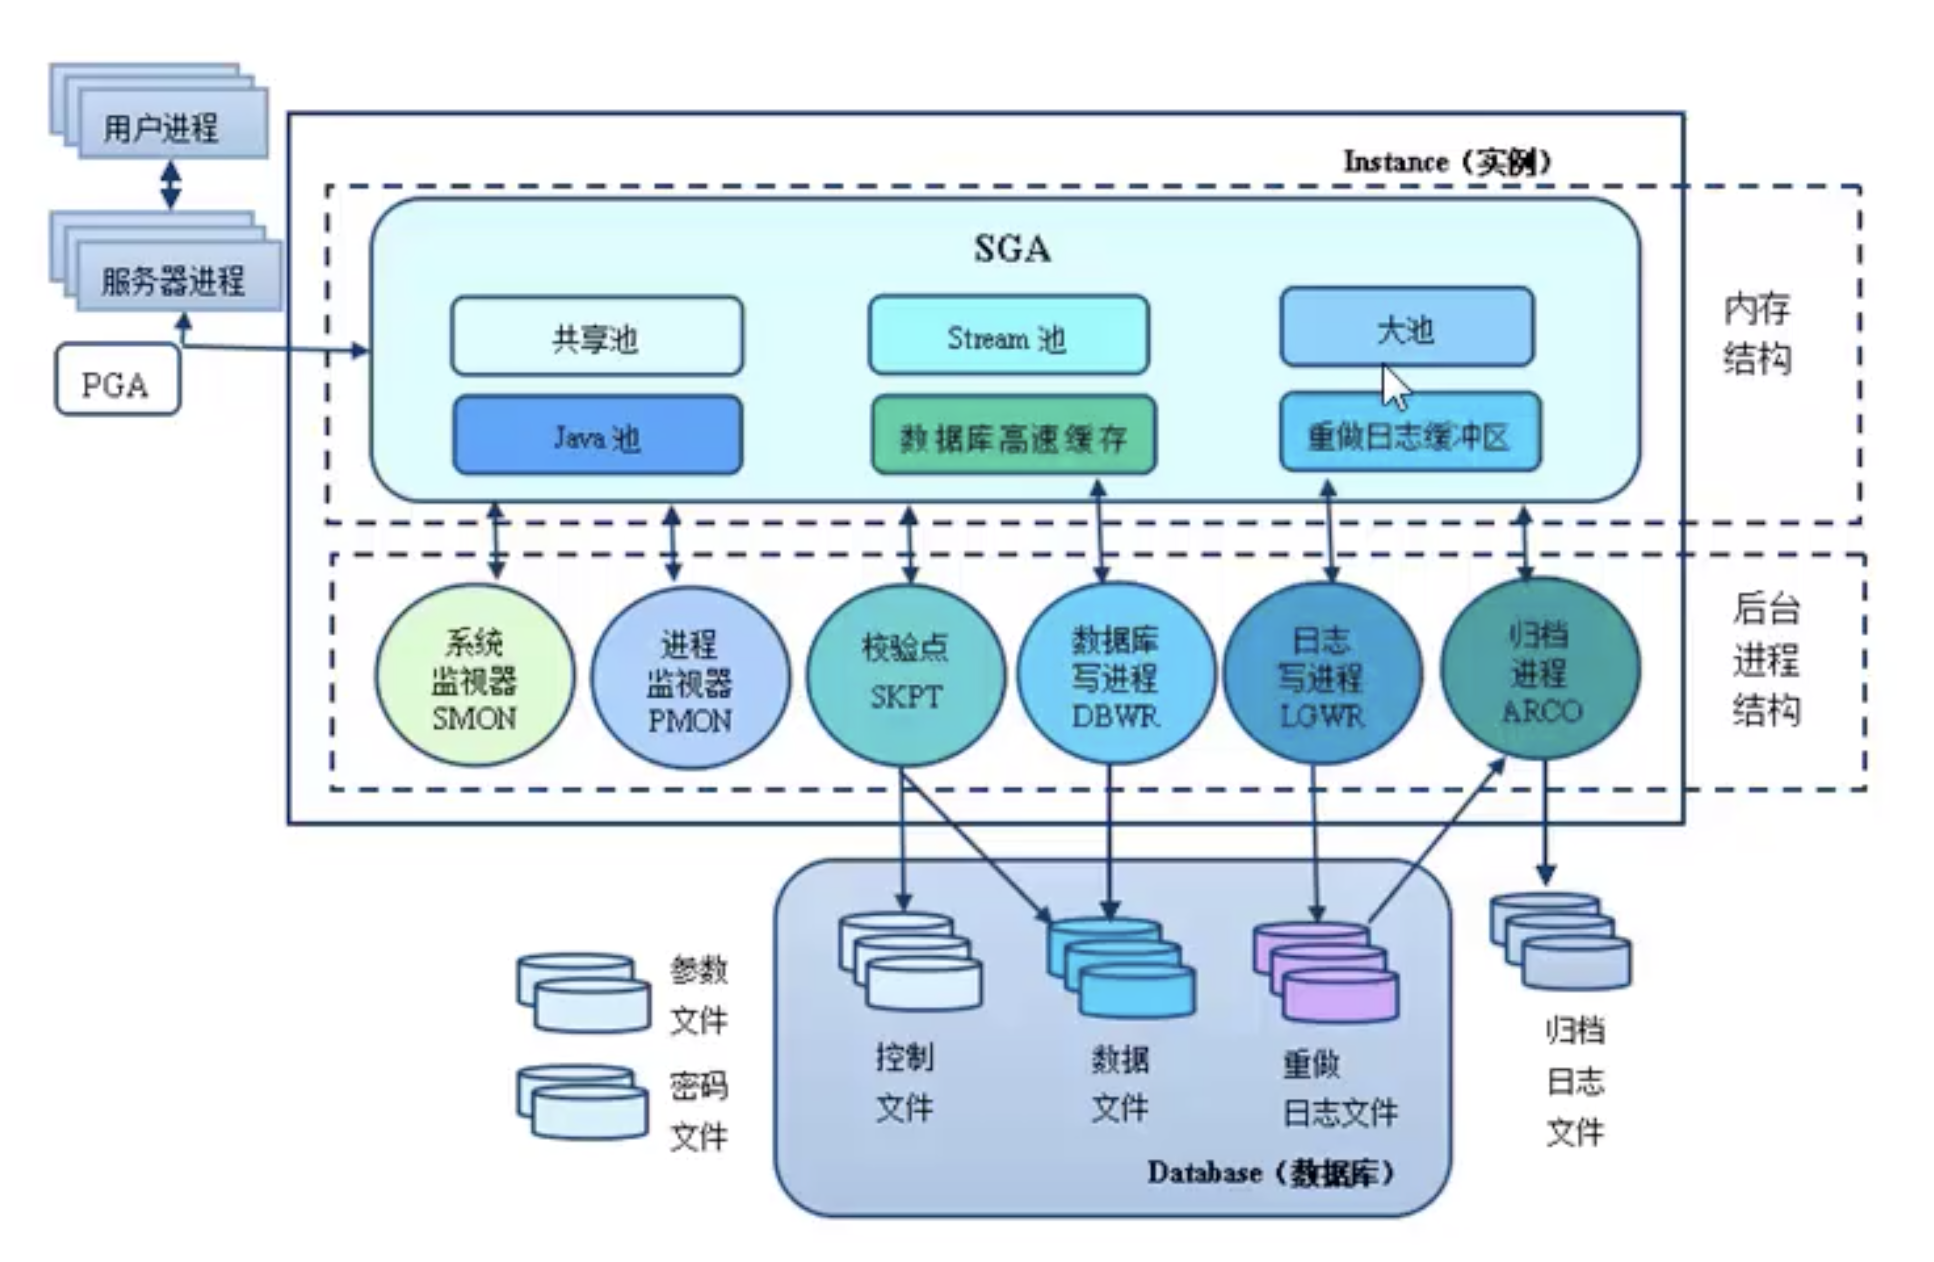 用户进程
服务器进程
PGA
Instance（实例）
SGA
共享池
Stream 池
大池
Java 池
数据库高速缓存
重做日志缓冲区
内存
结构
系统
监视器
SMON
进程
监视器
PMON
校验点
SKPT
数据库
写进程
DBWR
日志
写进程
LGWR
归档
进程
ARCO
后台
进程
结构
参数
文件
密码
文件
控制
文件
数据
文件
重做
日志文件
Database（数据库）
归档
日志
文件